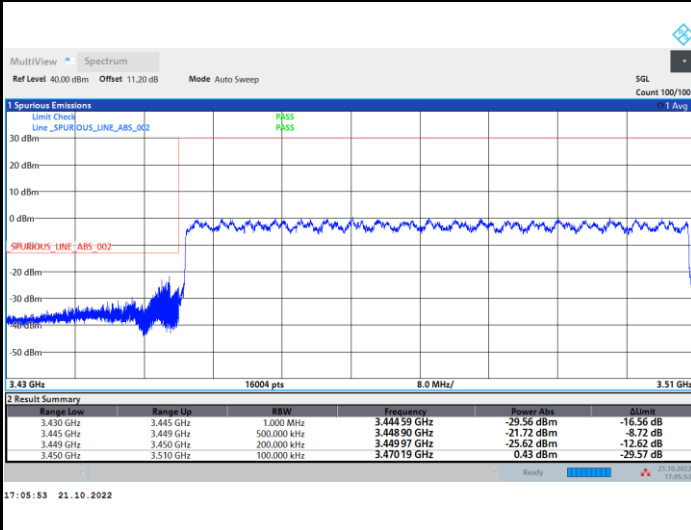 MultiView Spectrum
Ref Level 40.00 dBm Offset 11.20 dB Mode Auto Sweep SGL
Count 100/100
1 Spurious Emissions 1 Avg
Limit Check PASS
Line _SPURIOUS_LINE_ABS_002 PASS
30 dBm
20 dBm
10 dBm
0 dBm
_SPURIOUS_LINE_ABS_002
-20 dBm
-30 dBm
-40 dBm
-50 dBm
3.43 GHz 16004 pts 8.0 MHz/ 3.51 GHz
2 Result Summary
Range Low Range Up RBW Frequency Power Abs ΔLimit
3.430 GHz 3.445 GHz 1.000 MHz 3.444 59 GHz -29.56 dBm -16.56 dB
3.445 GHz 3.449 GHz 500.000 kHz 3.448 90 GHz -21.72 dBm -8.72 dB
3.449 GHz 3.450 GHz 200.000 kHz 3.449 97 GHz -25.62 dBm -12.62 dB
3.450 GHz 3.510 GHz 100.000 kHz 3.470 19 GHz 0.43 dBm -29.57 dB
Ready 21.10.2022
17:05:53
17:05:53 21.10.2022